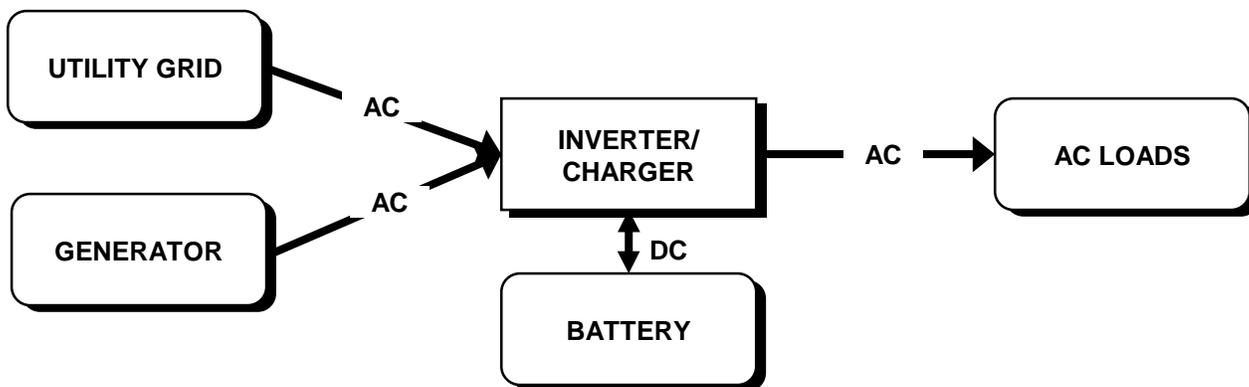 UTILITY GRID
AC
INVERTER/
CHARGER
AC
AC LOADS
GENERATOR
AC
DC
BATTERY